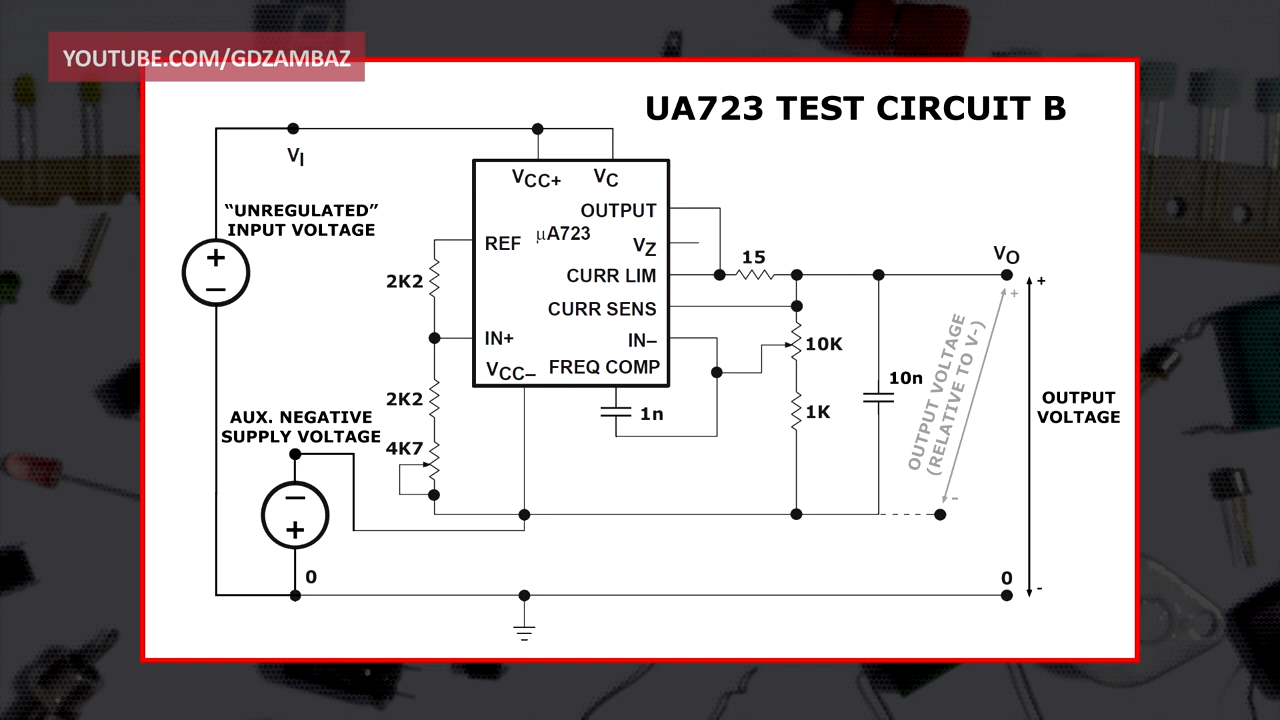 YOUTUBE.COM/GDZAMBAZ
UA723 TEST CIRCUIT B
VI
"UNREGULATED"
INPUT VOLTAGE
+
−
VCC+
VC
OUTPUT
REF
µA723
VZ
CURR LIM
15
VO
2K2
CURR SENS
IN+
IN–
10K
VCC–
FREQ COMP
2K2
1n
1K
10n
OUTPUT VOLTAGE
(RELATIVE TO V-)
+
-
+
OUTPUT
VOLTAGE
-
AUX. NEGATIVE
SUPPLY VOLTAGE
4K7
−
+
0
0